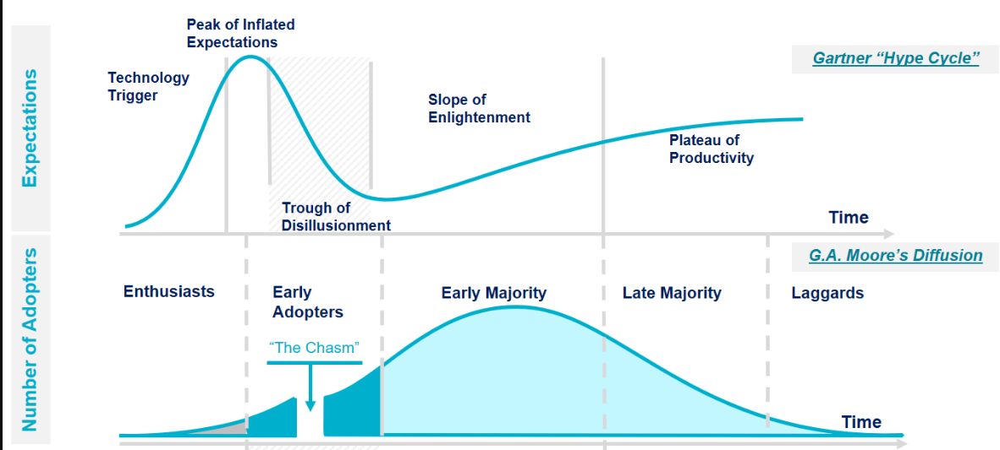 Peak of Inflated
Expectations
Gartner “Hype Cycle”
Technology
Trigger
Slope of
Enlightenment
Plateau of
Productivity
Expectations
Trough of
Disillusionment
Time
G.A. Moore’s Diffusion
Enthusiasts
Early
Adopters
Early Majority
Late Majority
Laggards
“The Chasm”
Number of Adopters
Time